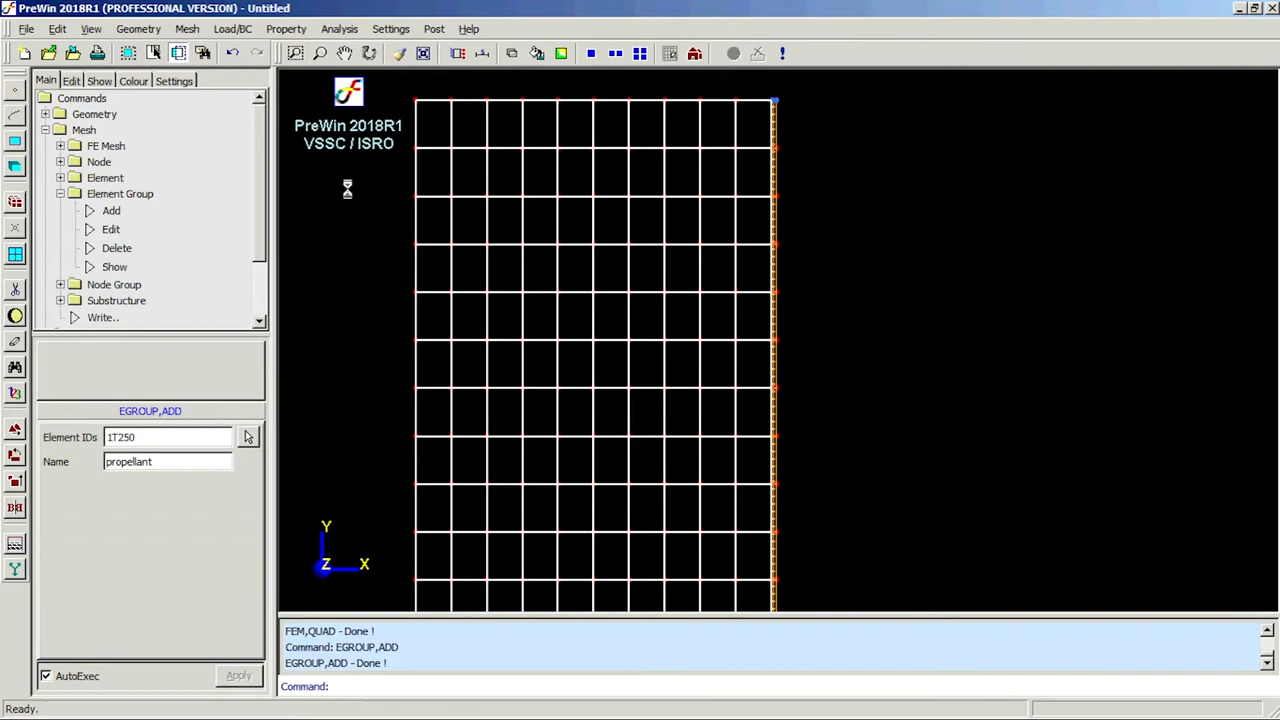 PreWin 2018R1 (PROFESSIONAL VERSION) - Untitled
File Edit View Geometry Mesh Load/BC Property Analysis Settings Post Help
Main Edit Show Colour Settings
Commands
Geometry
Mesh
FE Mesh
Node
Element
Element Group
Add
Edit
Delete
Show
Node Group
Substructure
Write..
EGROUP,ADD
Element IDs 1T250
Name propellant
AutoExec Apply
PreWin 2018R1
VSSC / ISRO
Y
Z X
FEM,QUAD - Done !
Command: EGROUP,ADD
EGROUP,ADD - Done !
Command:
Ready.